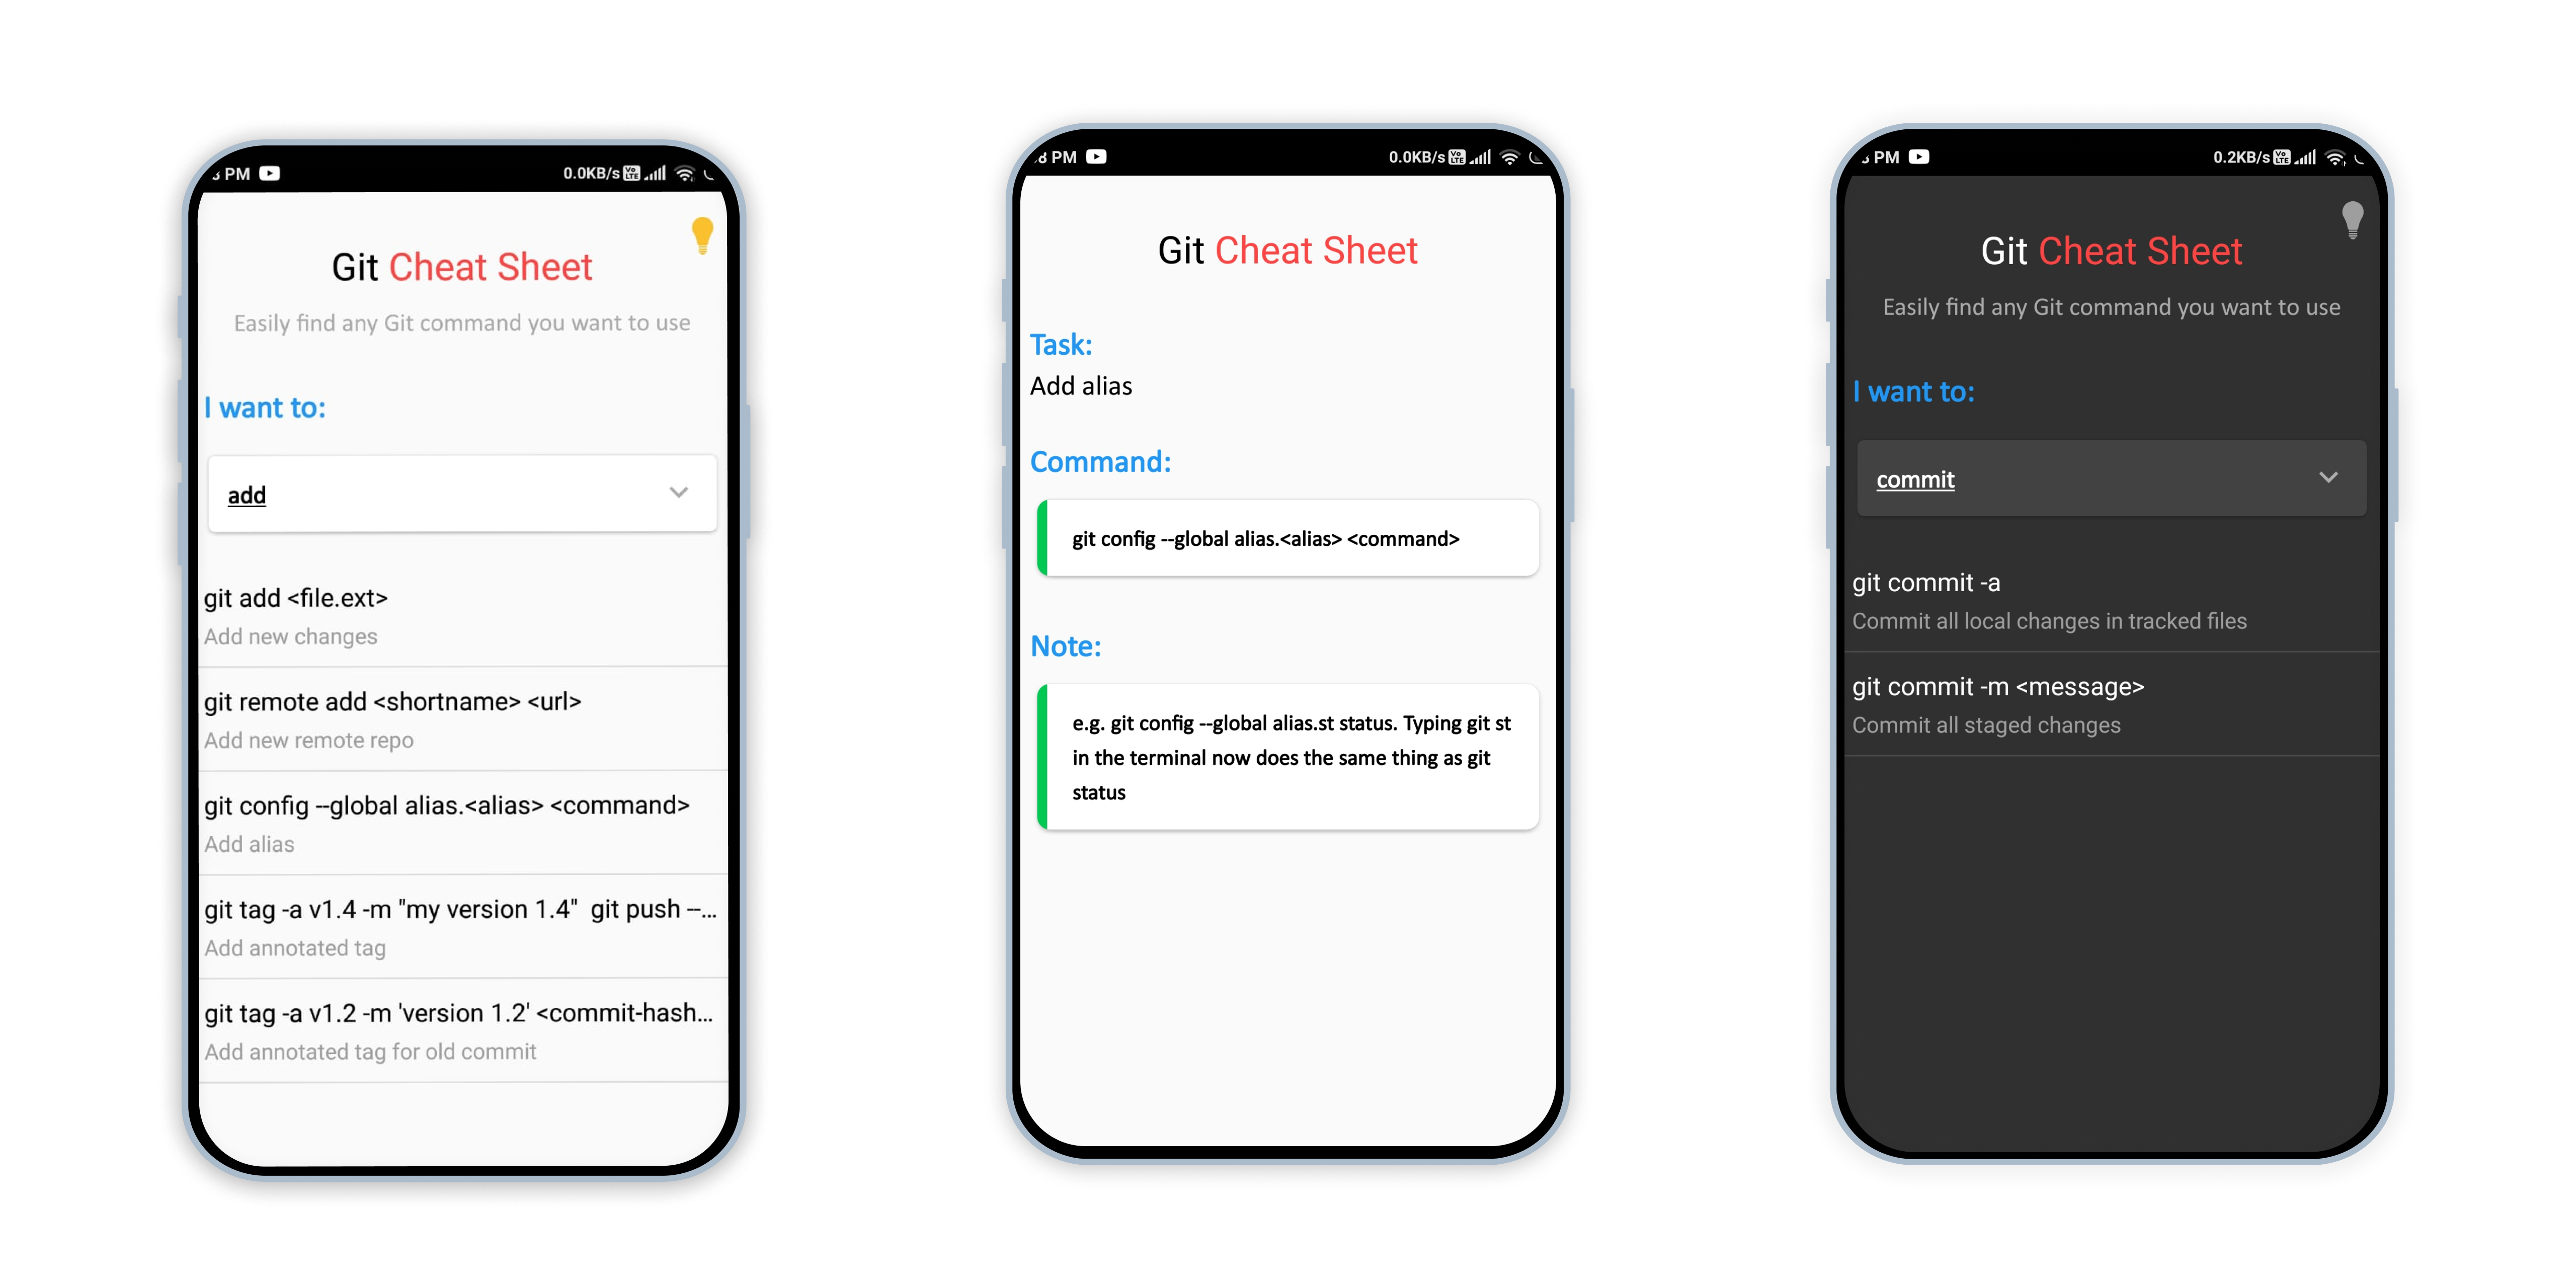 PM
0.0KB/s Vo LTE
Git Cheat Sheet
Easily find any Git command you want to use
I want to:
add
git add <file.ext>
Add new changes
git remote add <shortname> <url>
Add new remote repo
git config --global alias.<alias> <command>
Add alias
git tag -a v1.4 -m "my version 1.4"  git push --...
Add annotated tag
git tag -a v1.2 -m 'version 1.2' <commit-hash...
Add annotated tag for old commit
8 PM
0.0KB/s Vo LTE
Git Cheat Sheet
Task:
Add alias
Command:
git config --global alias.<alias> <command>
Note:
e.g. git config --global alias.st status. Typing git st
in the terminal now does the same thing as git
status
PM
0.2KB/s Vo LTE
Git Cheat Sheet
Easily find any Git command you want to use
I want to:
commit
git commit -a
Commit all local changes in tracked files
git commit -m <message>
Commit all staged changes